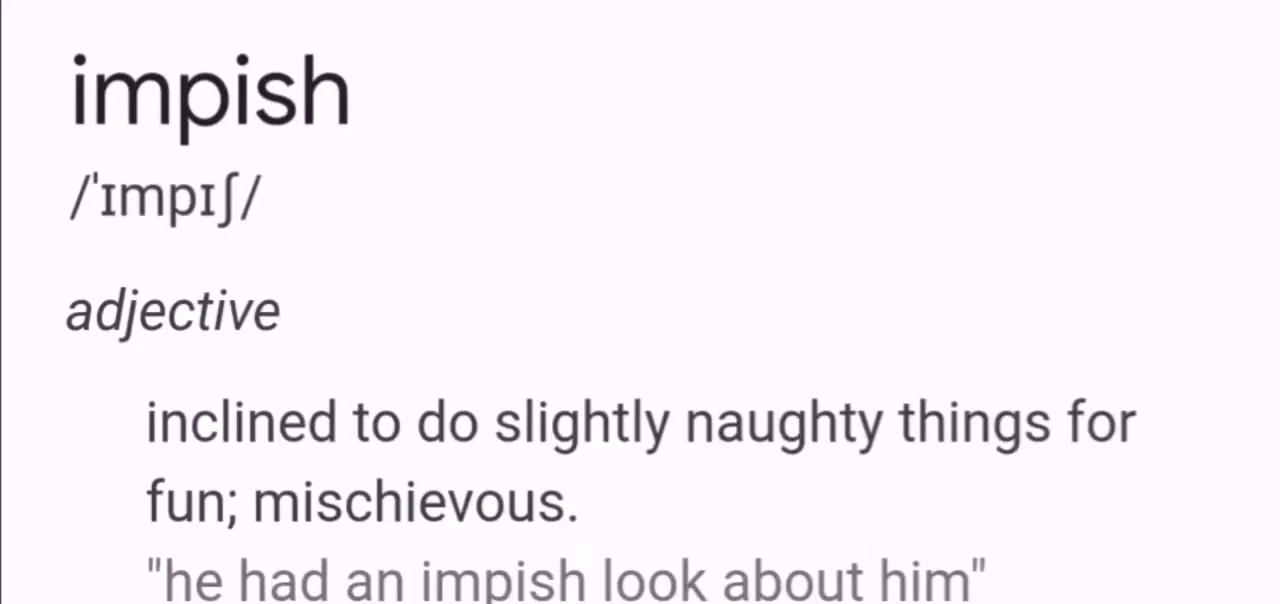 impish
/ˈɪmpɪʃ/
adjective
inclined to do slightly naughty things for
fun; mischievous.
"he had an impish look about him"